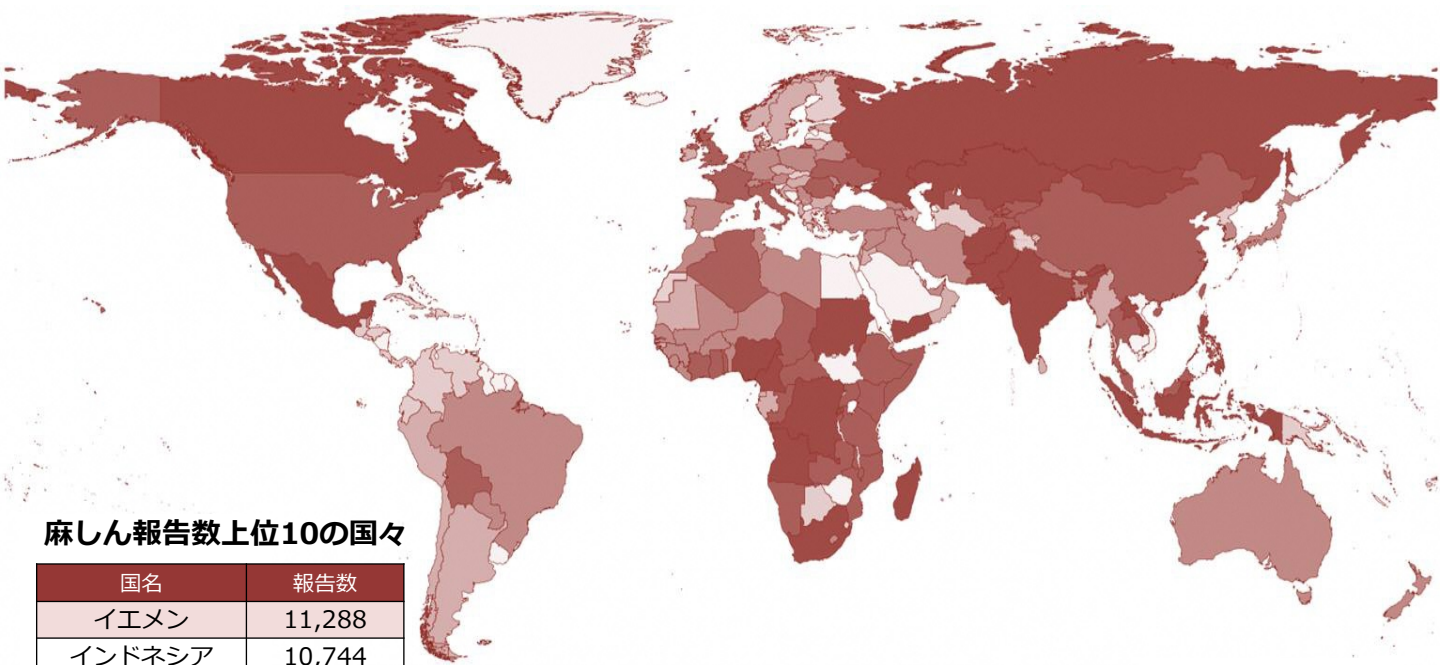 麻しん報告数上位10の国々
国名 報告数
イエメン 11,288
インドネシア 10,744